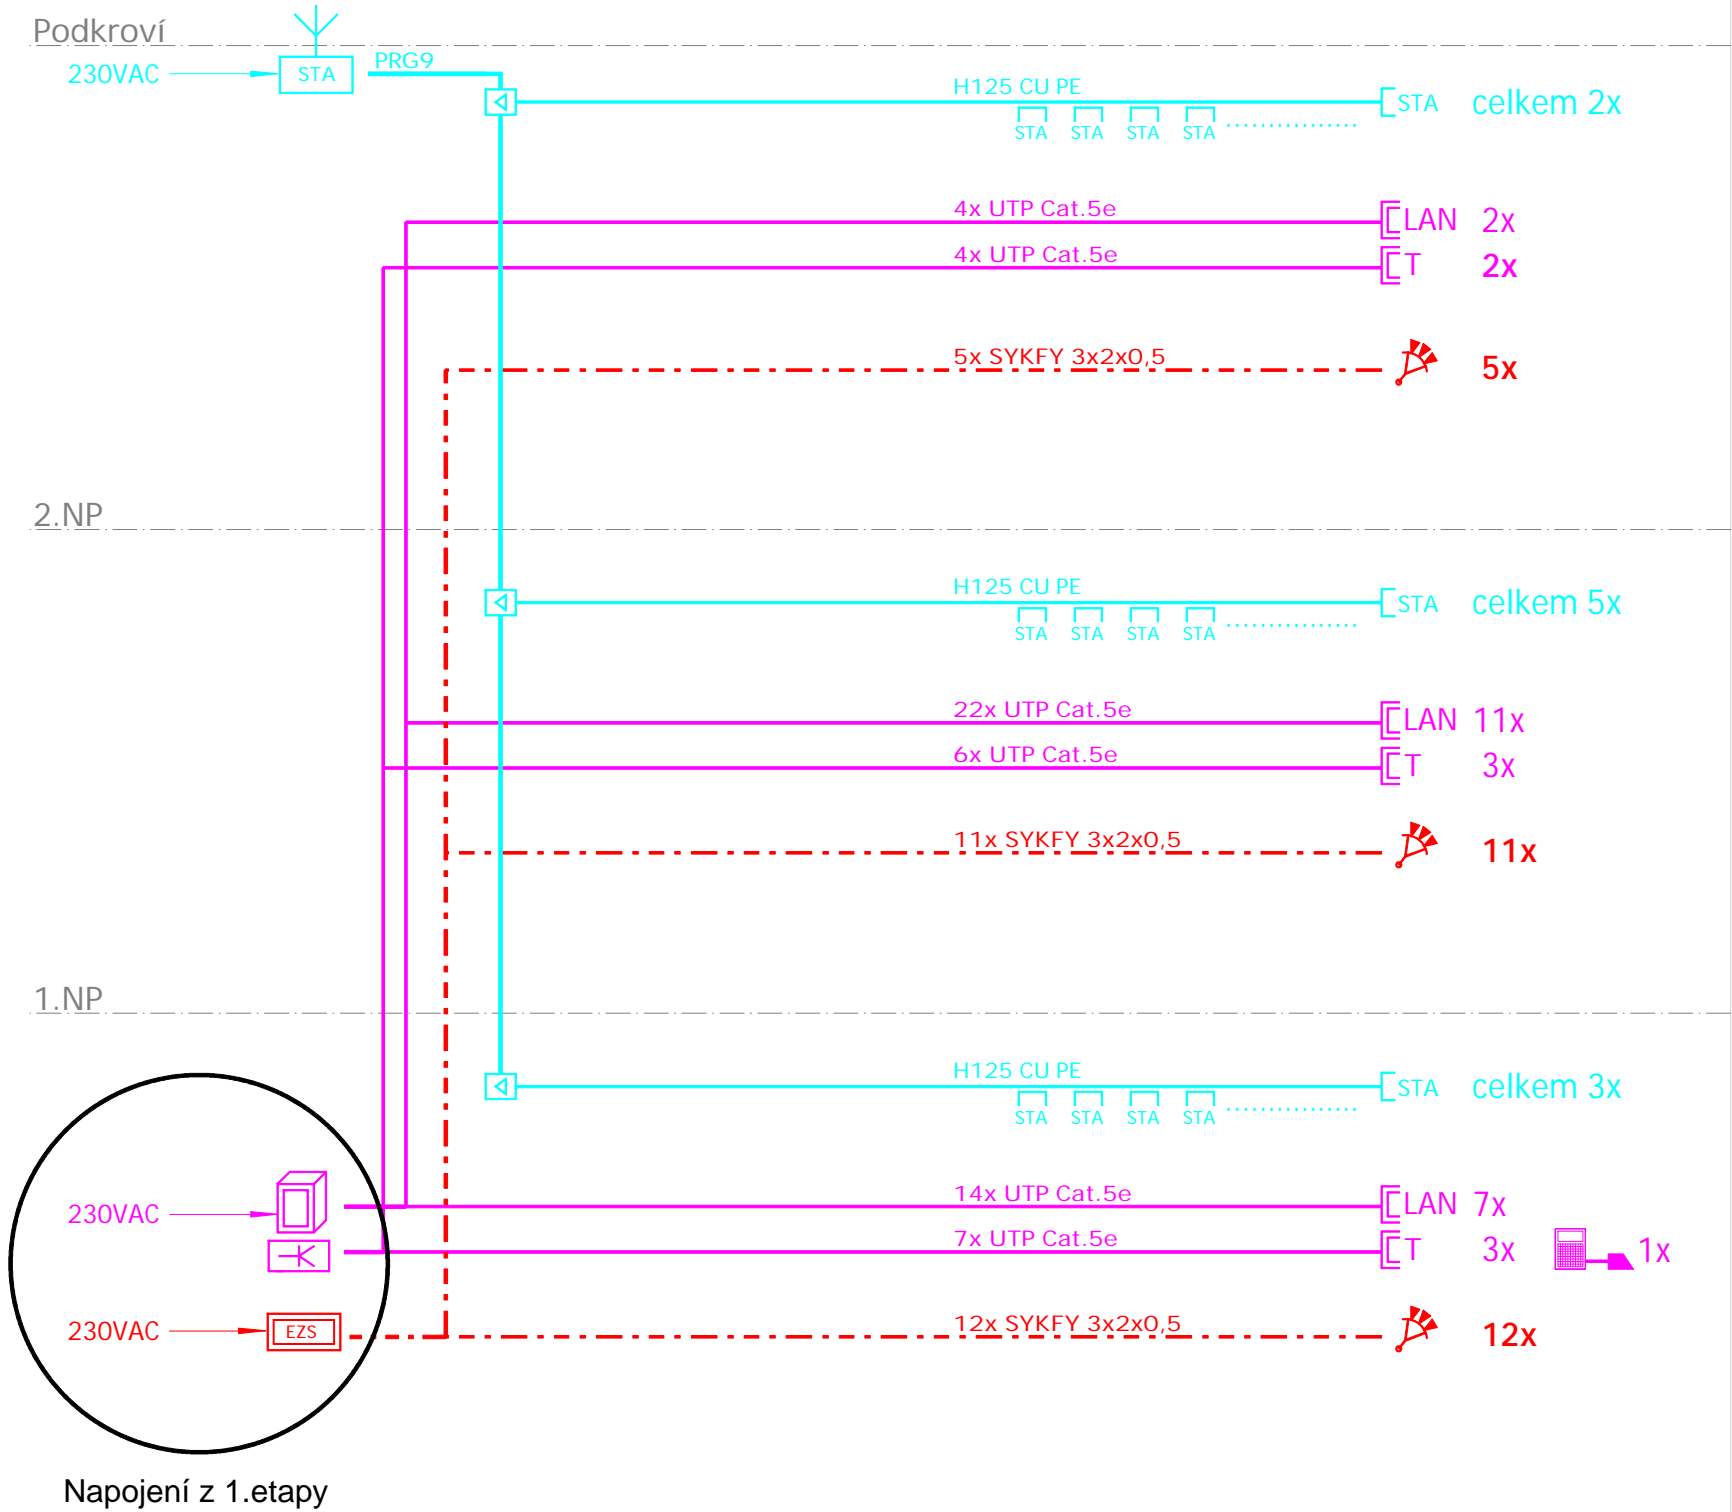 Podkroví
230VAC
STA
PRG9
H125 CU PE
STA celkem 2x
STA STA STA STA
4x UTP Cat.5e
LAN 2x
4x UTP Cat.5e
T 2x
5x SYKFY 3x2x0,5
5x
2.NP
H125 CU PE
STA celkem 5x
STA STA STA STA
22x UTP Cat.5e
LAN 11x
6x UTP Cat.5e
T 3x
11x SYKFY 3x2x0,5
11x
1.NP
H125 CU PE
STA celkem 3x
STA STA STA STA
230VAC
14x UTP Cat.5e
LAN 7x
7x UTP Cat.5e
T 3x 1x
230VAC
EZS
12x SYKFY 3x2x0,5
12x
Napojení z 1.etapy